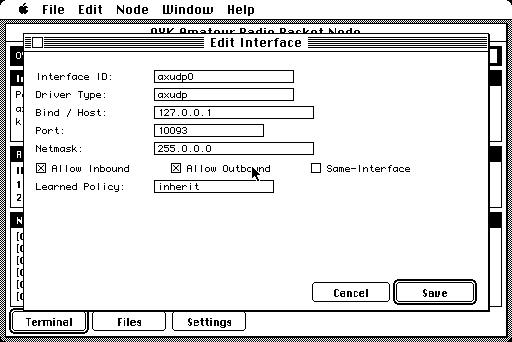 File Edit Node Window Help
Edit Interface
Interface ID: axudp0
Driver Type: axudp
Bind / Host: 127.0.0.1
Port: 10093
Netmask: 255.0.0.0
Allow Inbound Allow Outbound Same-Interface
Learned Policy: inherit
Cancel Save
Terminal Files Settings